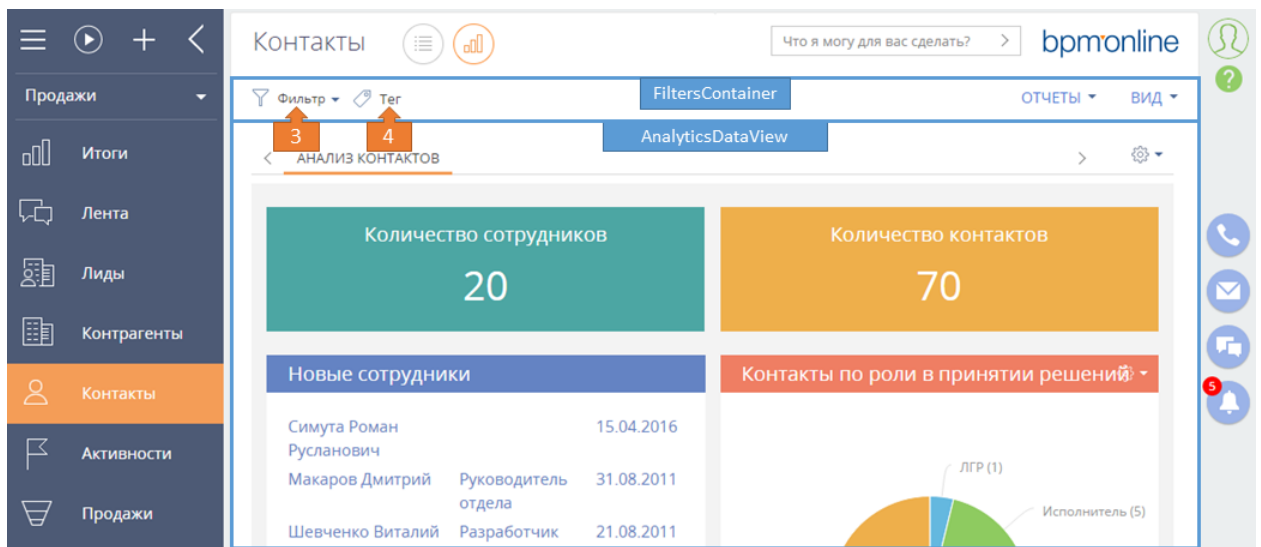 Контакты
Что я могу для вас сделать?
bpm'online
Продажи
Фильтр
Тег
FiltersContainer
ОТЧЕТЫ
ВИД
3
4
AnalyticsDataView
АНАЛИЗ КОНТАКТОВ
Итоги
Лента
Лиды
Контрагенты
Контакты
Активности
Продажи
Количество сотрудников
20
Количество контактов
70
Новые сотрудники
Симута Роман 15.04.2016
Русланович
Макаров Дмитрий Руководитель 31.08.2011
отдела
Шевченко Виталий Разработчик 21.08.2011
Контакты по роли в принятии решений
ЛГР (1)
Исполнитель (5)
?
5